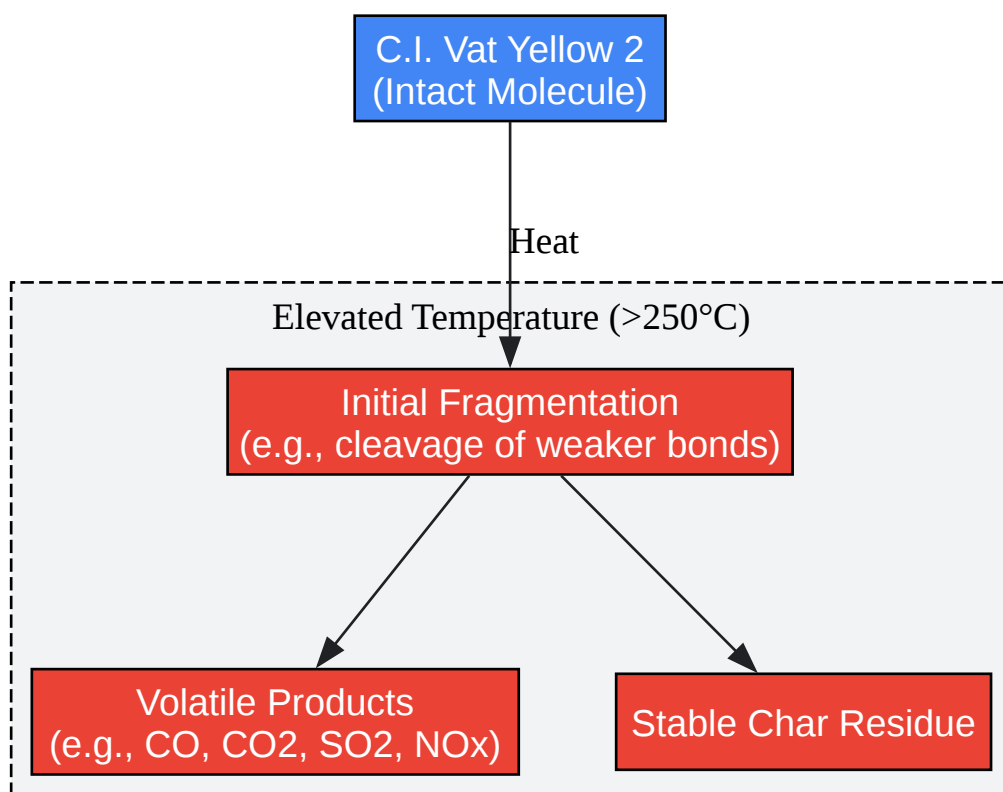 C.I. Vat Yellow 2
(Intact Molecule)
Heat
Elevated Temperature (>250°C)
Initial Fragmentation
(e.g., cleavage of weaker bonds)
Volatile Products
(e.g., CO, CO2, SO2, NOx)
Stable Char Residue